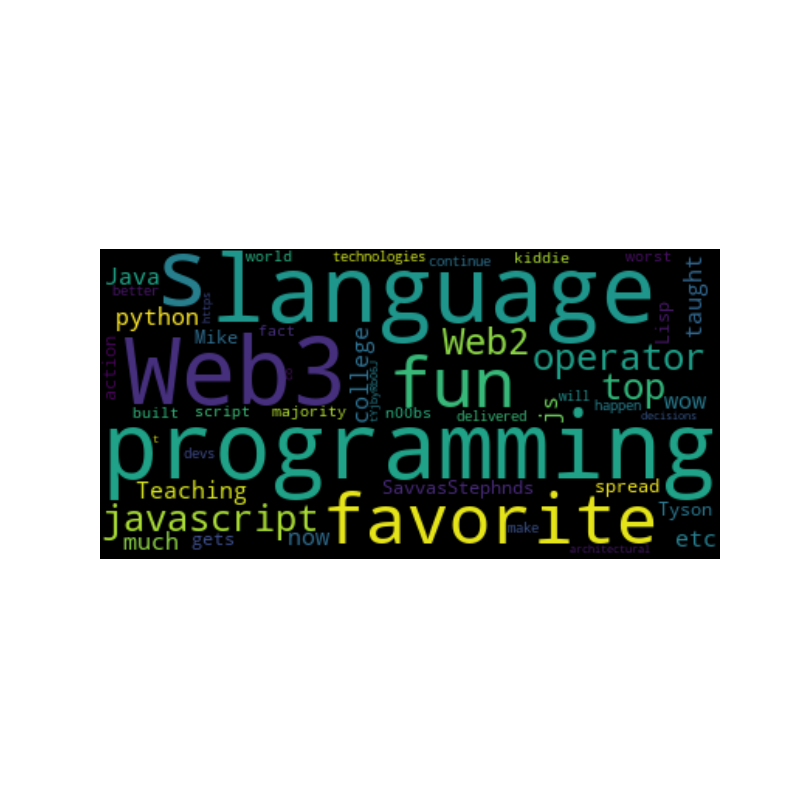 world technologies continue kiddie worst
Java s language taught
better https
python Lisp
Mike fact college Web2
action Web3 fun operator
co top
will wow
built script majority n00bs delivered js happen
decisions
programming
t
devs
Teaching SavvasStephnds spread
javascript favorite Tyson
make
much gets now etc
architectural